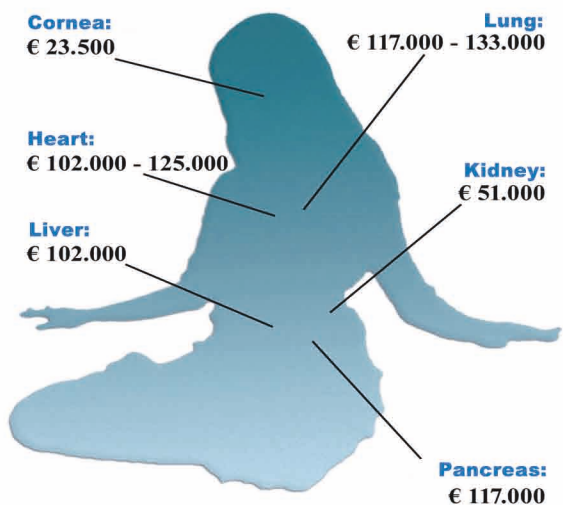 Cornea:
€ 23.500
Lung:
€ 117.000 - 133.000
Heart:
€ 102.000 - 125.000
Kidney:
€ 51.000
Liver:
€ 102.000
Pancreas:
€ 117.000